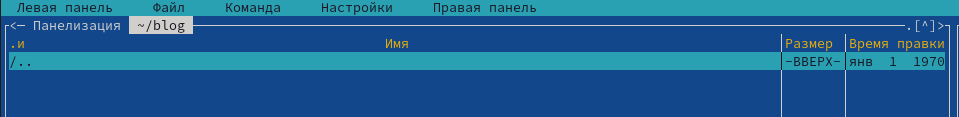 Левая панель Файл Команда Настройки Правая панель
<— Панелизация ~/blog .[^]>
.и Имя Размер Время правки
/.. -ВВЕРХ- янв 1 1970